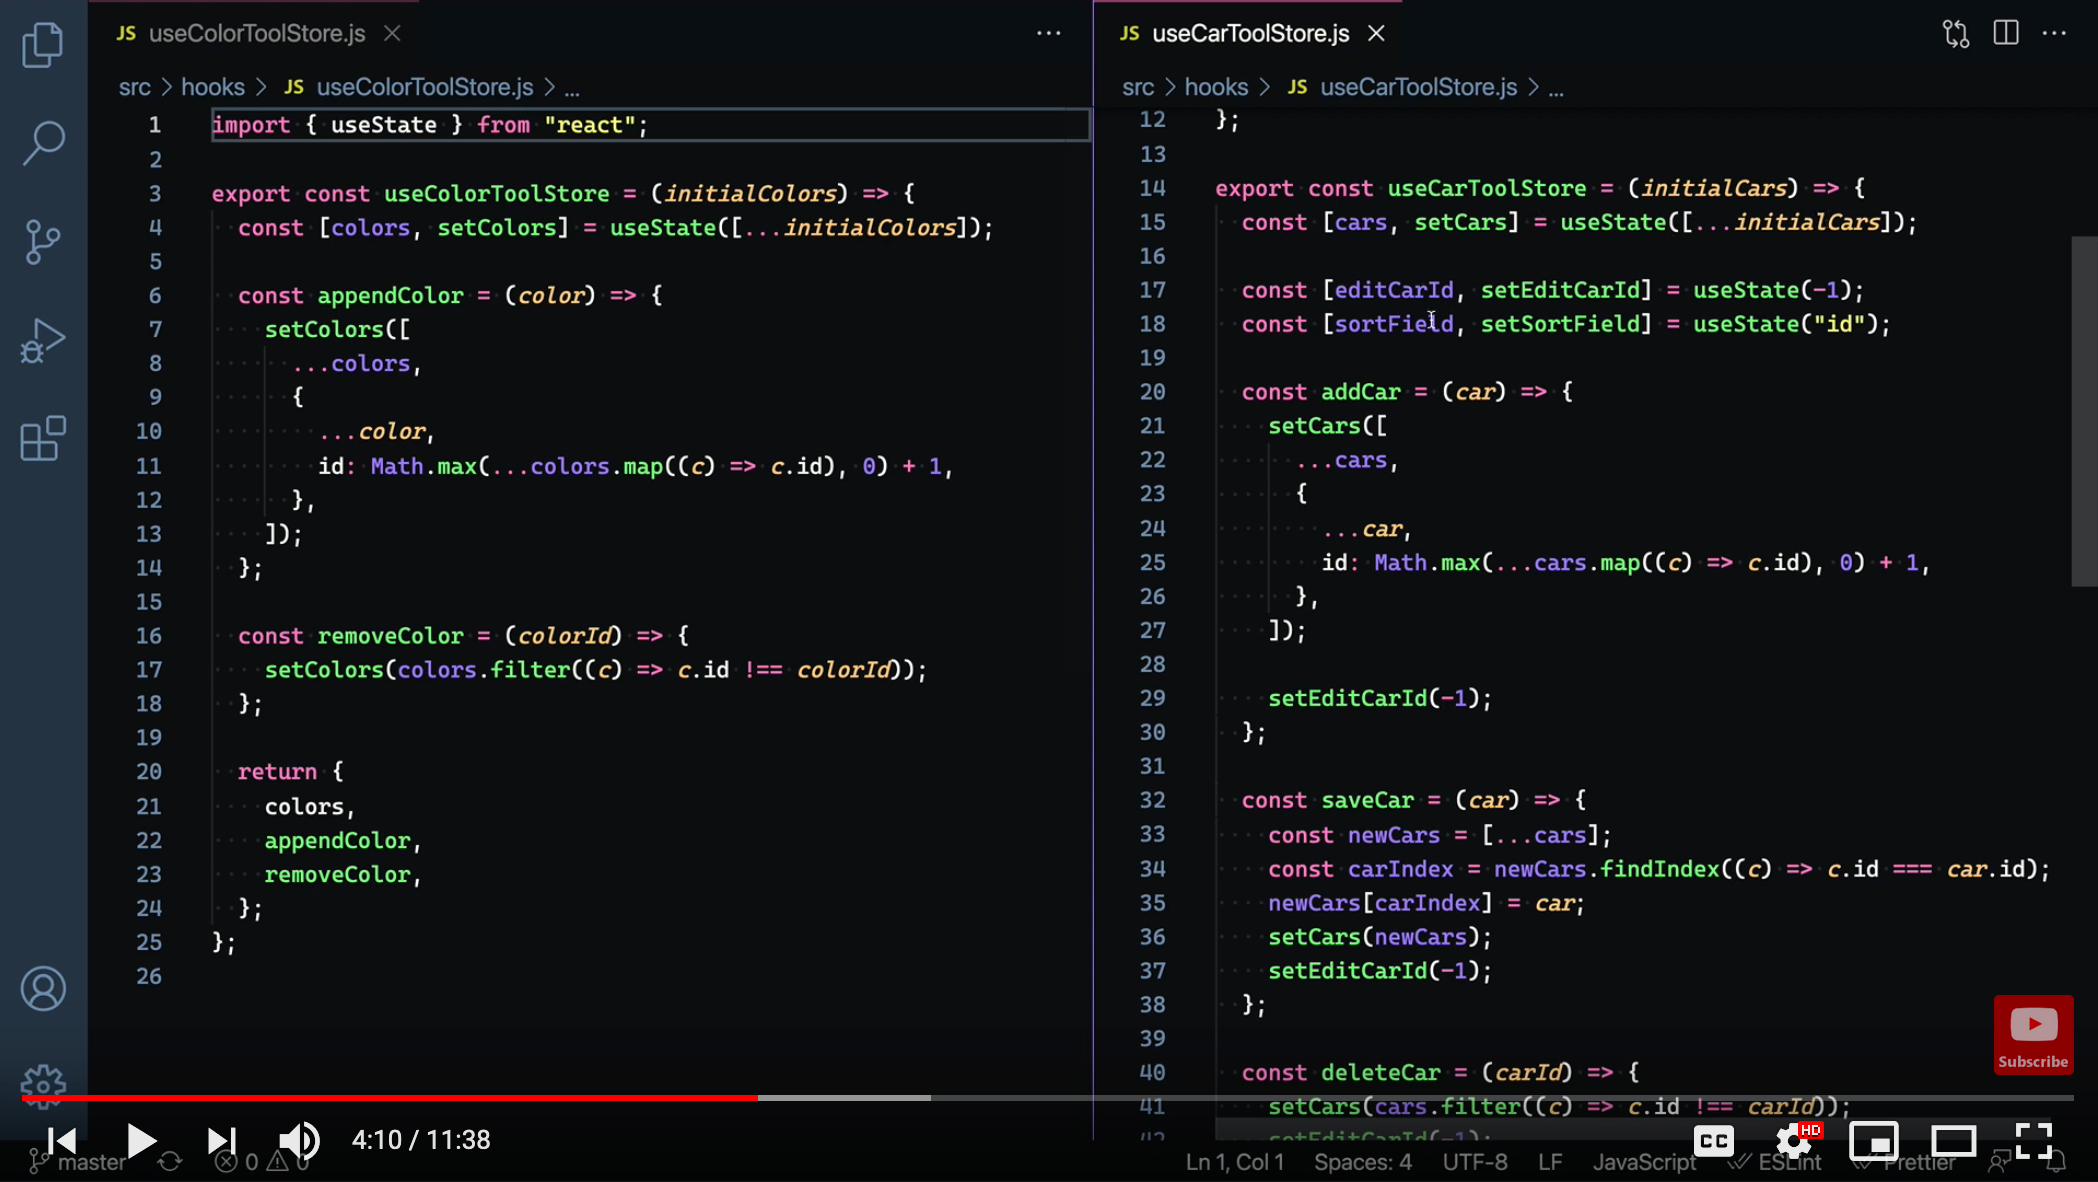 JS useColorToolStore.js
src > hooks > JS useColorToolStore.js > ...
1 import { useState } from "react";
2
3 export const useColorToolStore = (initialColors) => {
4 const [colors, setColors] = useState([...initialColors]);
5
6 const appendColor = (color) => {
7 setColors([
8 ...colors,
9 {
10 ...color,
11 id: Math.max(...colors.map((c) => c.id), 0) + 1,
12 },
13 ]);
14 };
15
16 const removeColor = (colorId) => {
17 setColors(colors.filter((c) => c.id !== colorId));
18 };
19
20 return {
21 colors,
22 appendColor,
23 removeColor,
24 };
25 };
26
JS useCarToolStore.js
src > hooks > JS useCarToolStore.js > ...
12 };
13
14 export const useCarToolStore = (initialCars) => {
15 const [cars, setCars] = useState([...initialCars]);
16
17 const [editCarId, setEditCarId] = useState(-1);
18 const [sortField, setSortField] = useState("id");
19
20 const addCar = (car) => {
21 setCars([
22 ...cars,
23 {
24 ...car,
25 id: Math.max(...cars.map((c) => c.id), 0) + 1,
26 },
27 ]);
28
29 setEditCarId(-1);
30 };
31
32 const saveCar = (car) => {
33 const newCars = [...cars];
34 const carIndex = newCars.findIndex((c) => c.id === car.id);
35 newCars[carIndex] = car;
36 setCars(newCars);
37 setEditCarId(-1);
38 };
39
40 const deleteCar = (carId) => {
41 setCars(cars.filter((c) => c.id !== carId));
42 setEditCarId(-1);
Subscribe
4:10 / 11:38
CC HD
master 0 0 Ln 1, Col 1 Spaces: 4 UTF-8 LF JavaScript ESLint Prettier